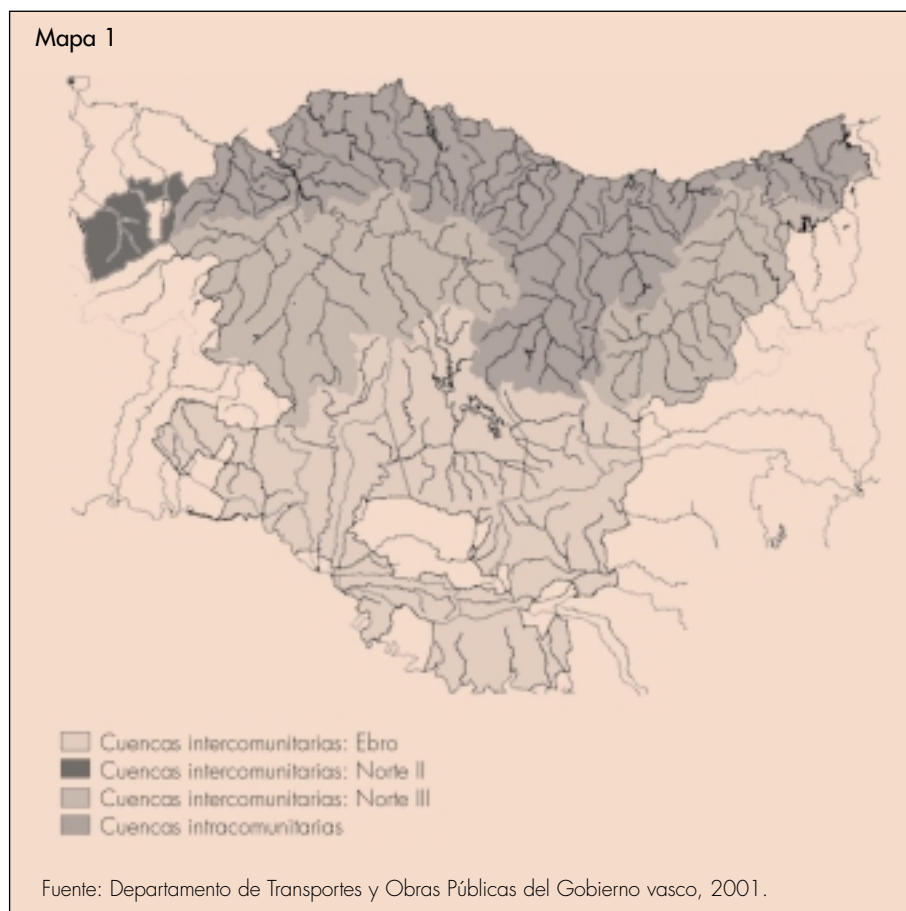 Mapa 1
Cuencas intercomunitarias: Ebro
Cuencas intercomunitarias: Norte II
Cuencas intercomunitarias: Norte III
Cuencas intracomunitarias
Fuente: Departamento de Transportes y Obras Públicas del Gobierno vasco, 2001.